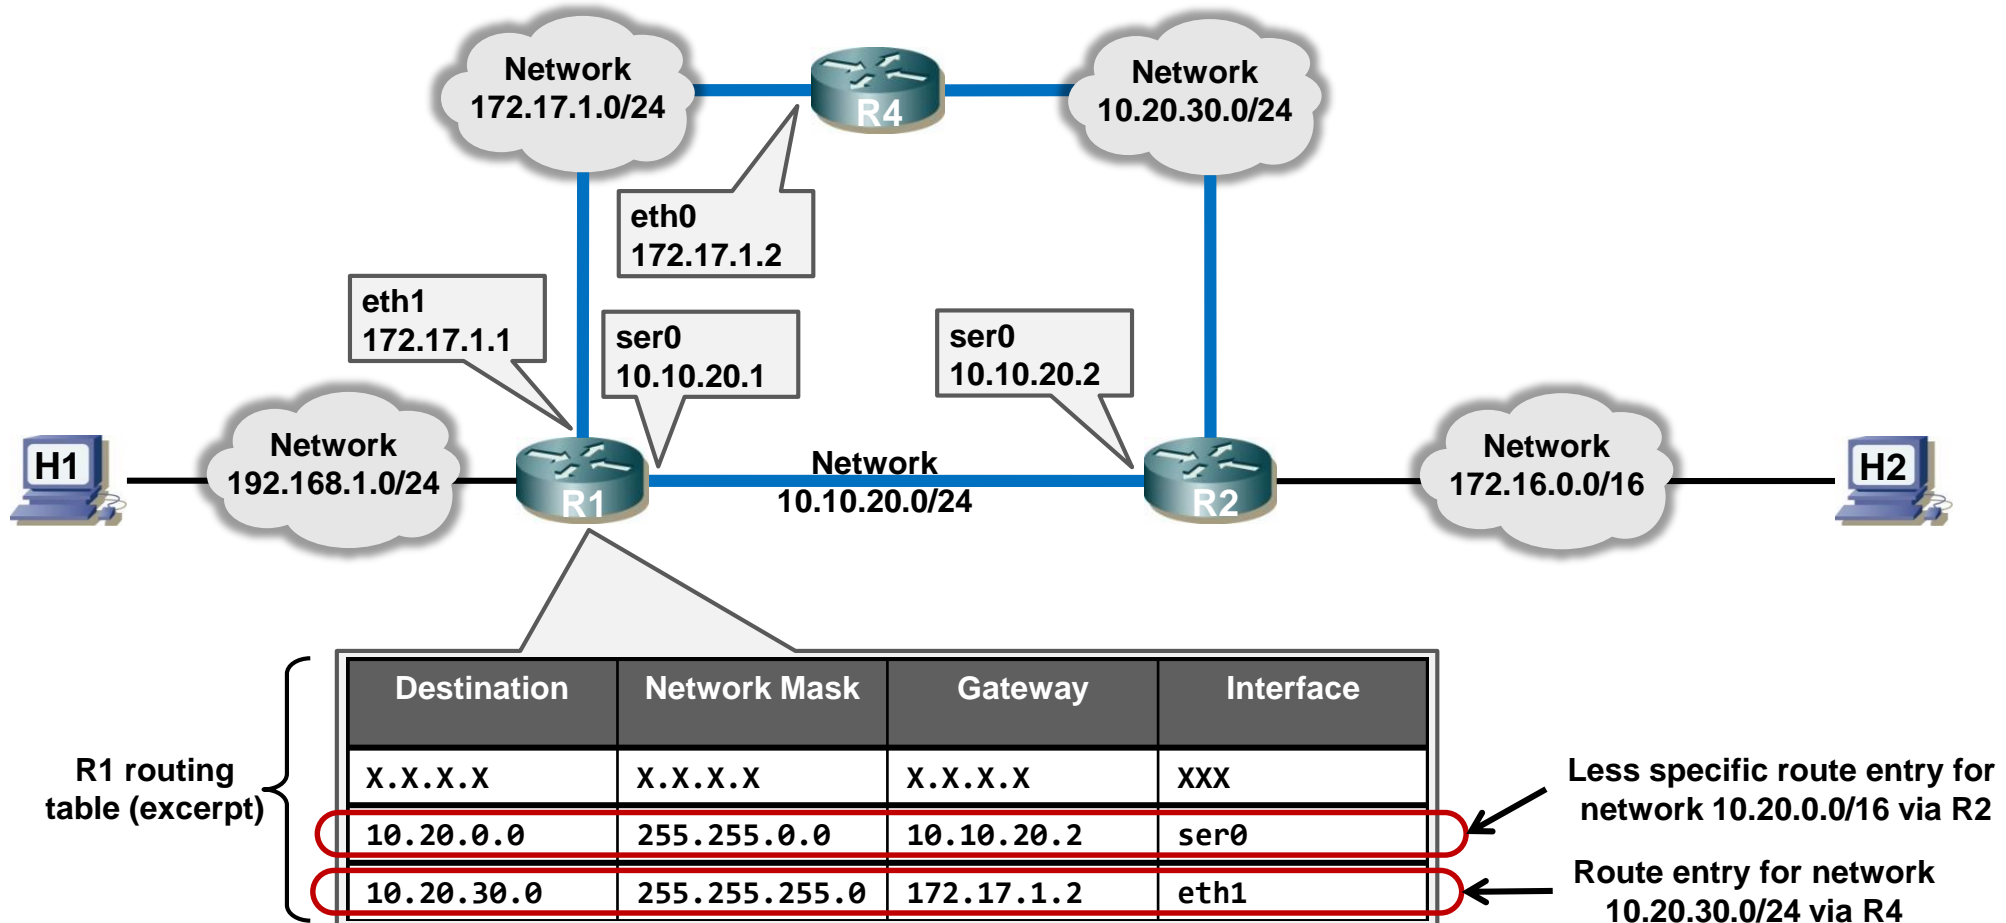 Network
172.17.1.0/24
R4
Network
10.20.30.0/24
eth0
172.17.1.2
eth1
172.17.1.1
ser0
10.10.20.1
ser0
10.10.20.2
H1
Network
192.168.1.0/24
R1
Network
10.10.20.0/24
R2
Network
172.16.0.0/16
H2
R1 routing
table (excerpt)
Destination Network Mask Gateway Interface
X.X.X.X X.X.X.X X.X.X.X XXX
10.20.0.0 255.255.0.0 10.10.20.2 ser0
10.20.30.0 255.255.255.0 172.17.1.2 eth1
Less specific route entry for
network 10.20.0.0/16 via R2
Route entry for network
10.20.30.0/24 via R4